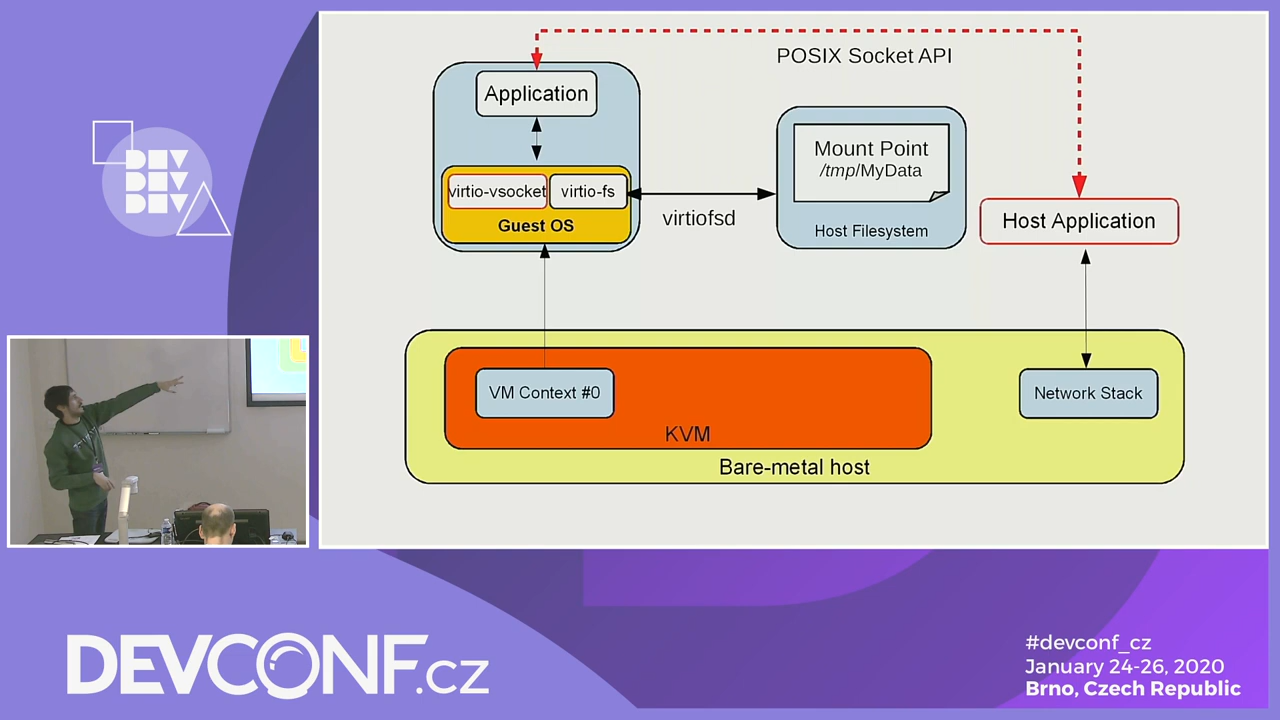 POSIX Socket API
Application
virtio-vsocket
virtio-fs
Guest OS
virtiofsd
Mount Point
/tmp/MyData
Host Filesystem
Host Application
VM Context #0
KVM
Network Stack
Bare-metal host
DEV
DEV
DEV
DEVCONF.cz
#devconf_cz
January 24-26, 2020
Brno, Czech Republic